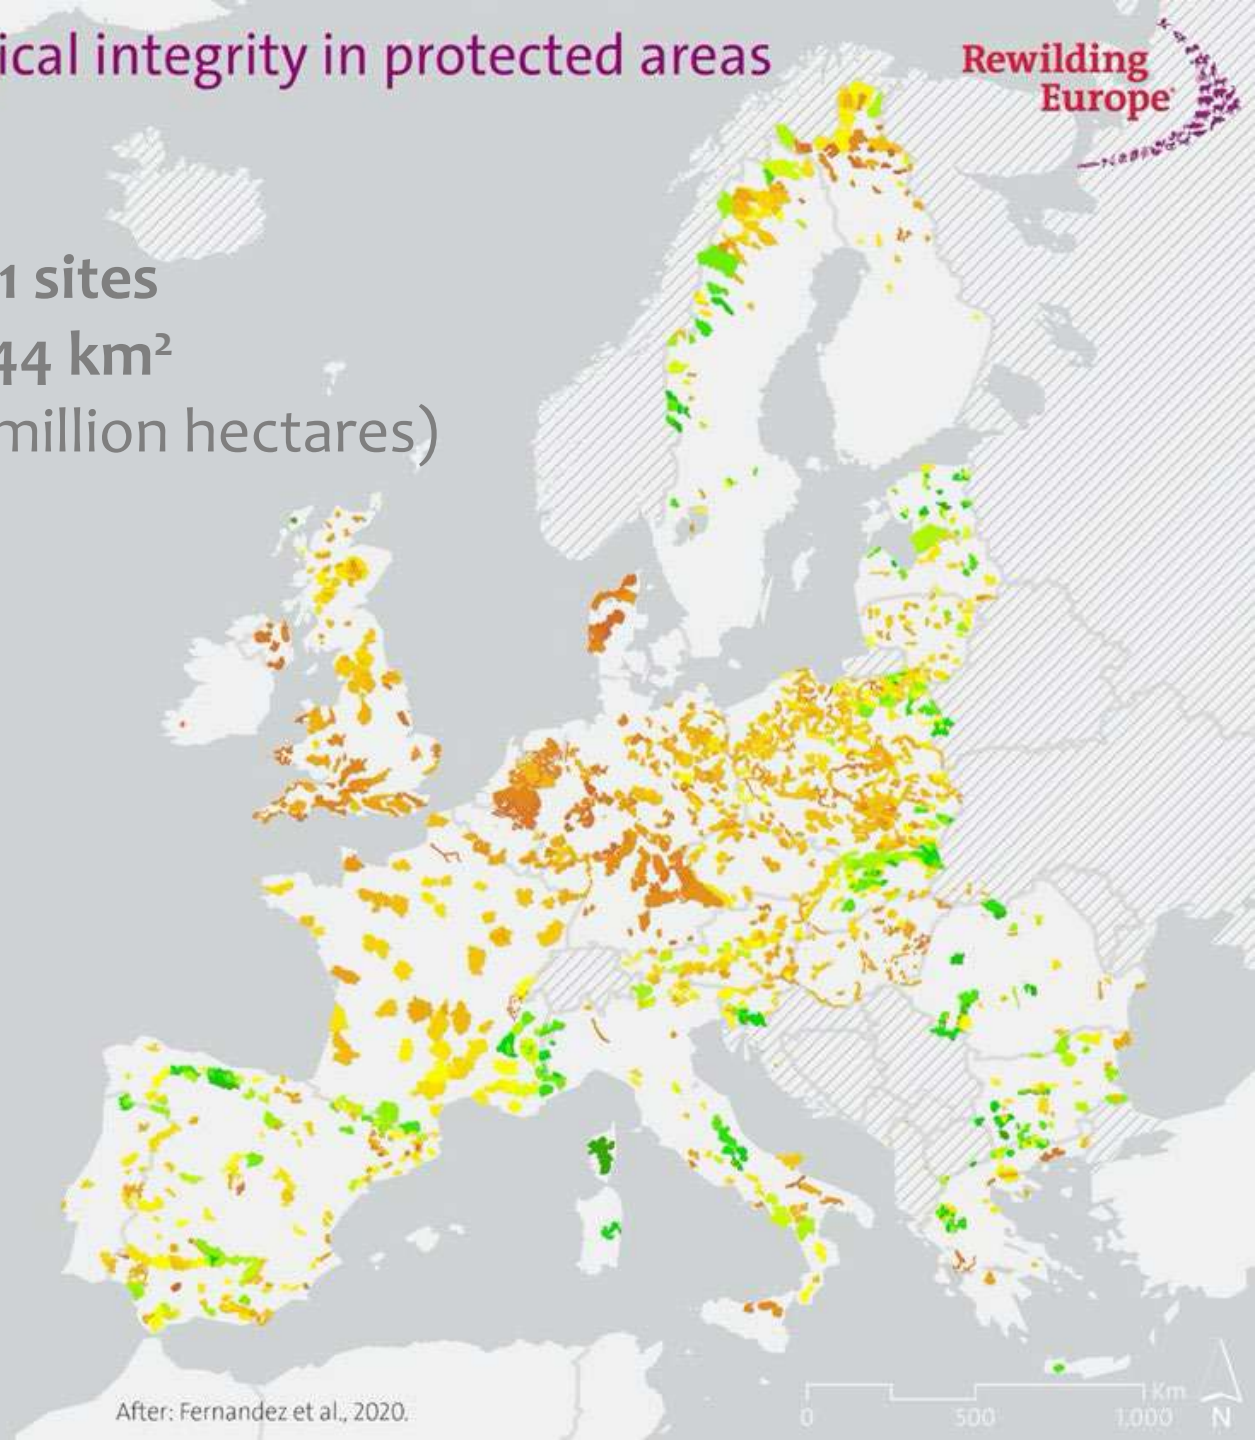 ical integrity in protected areas
Rewilding
Europe
1 sites
44 km²
million hectares)
After: Fernandez et al., 2020.
Km
0 500 1,000 N